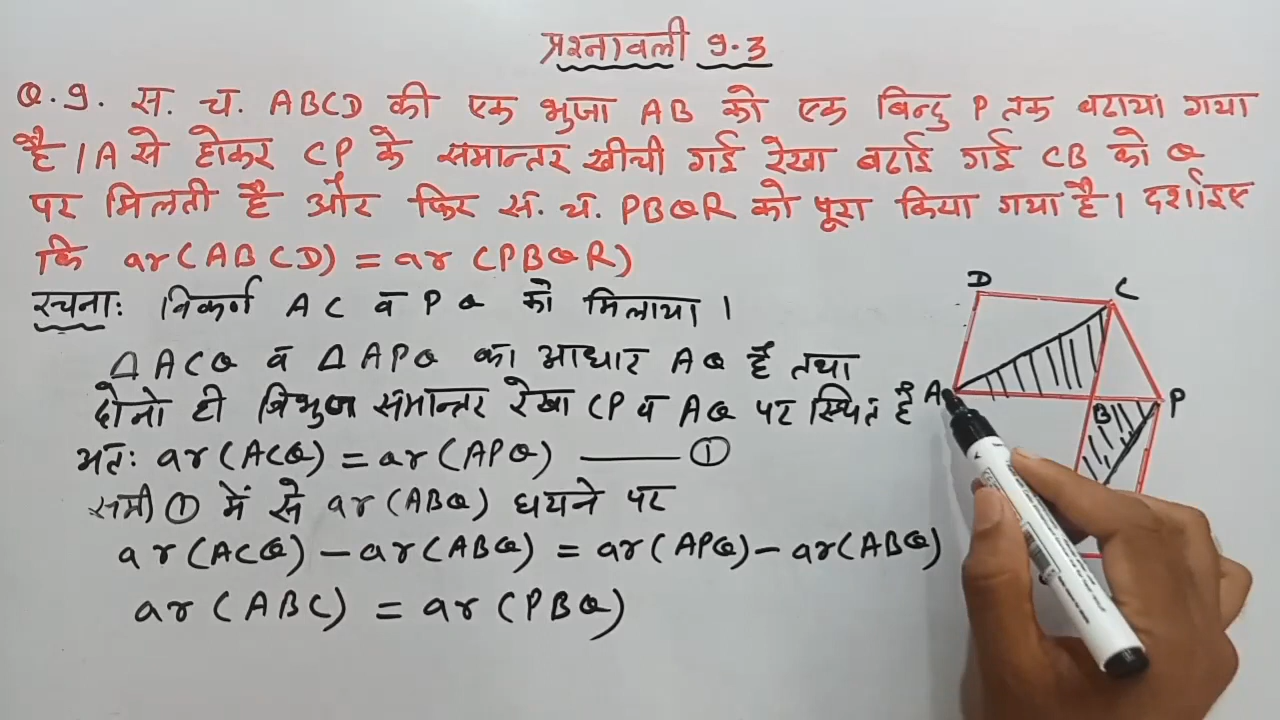 प्रश्नावली 9.3
Q.9. स. च. ABCD की एक भुजा AB को एक बिन्दु P तक बढाया गया
है। A से होकर CP के समान्तर खीची गई रेखा बढाई गई CB को Q
पर मिलती है और फिर स. च. PBQR को पूरा किया गया है। दर्शाइए
कि ar(ABCD) = ar(PBQR)
रचना: विकर्ण AC व PQ को मिलाया।
△ACQ व △APQ का आधार AQ है तथा
दोनो ही त्रिभुज समान्तर रेखा CP व AQ पर स्थित है
अत: ar(ACQ) = ar(APQ) —— ①
समी ① में से ar(ABQ) घटाने पर
ar(ACQ) – ar(ABQ) = ar(APQ) – ar(ABQ)
ar(ABC) = ar(PBQ)
D
C
A
B
P